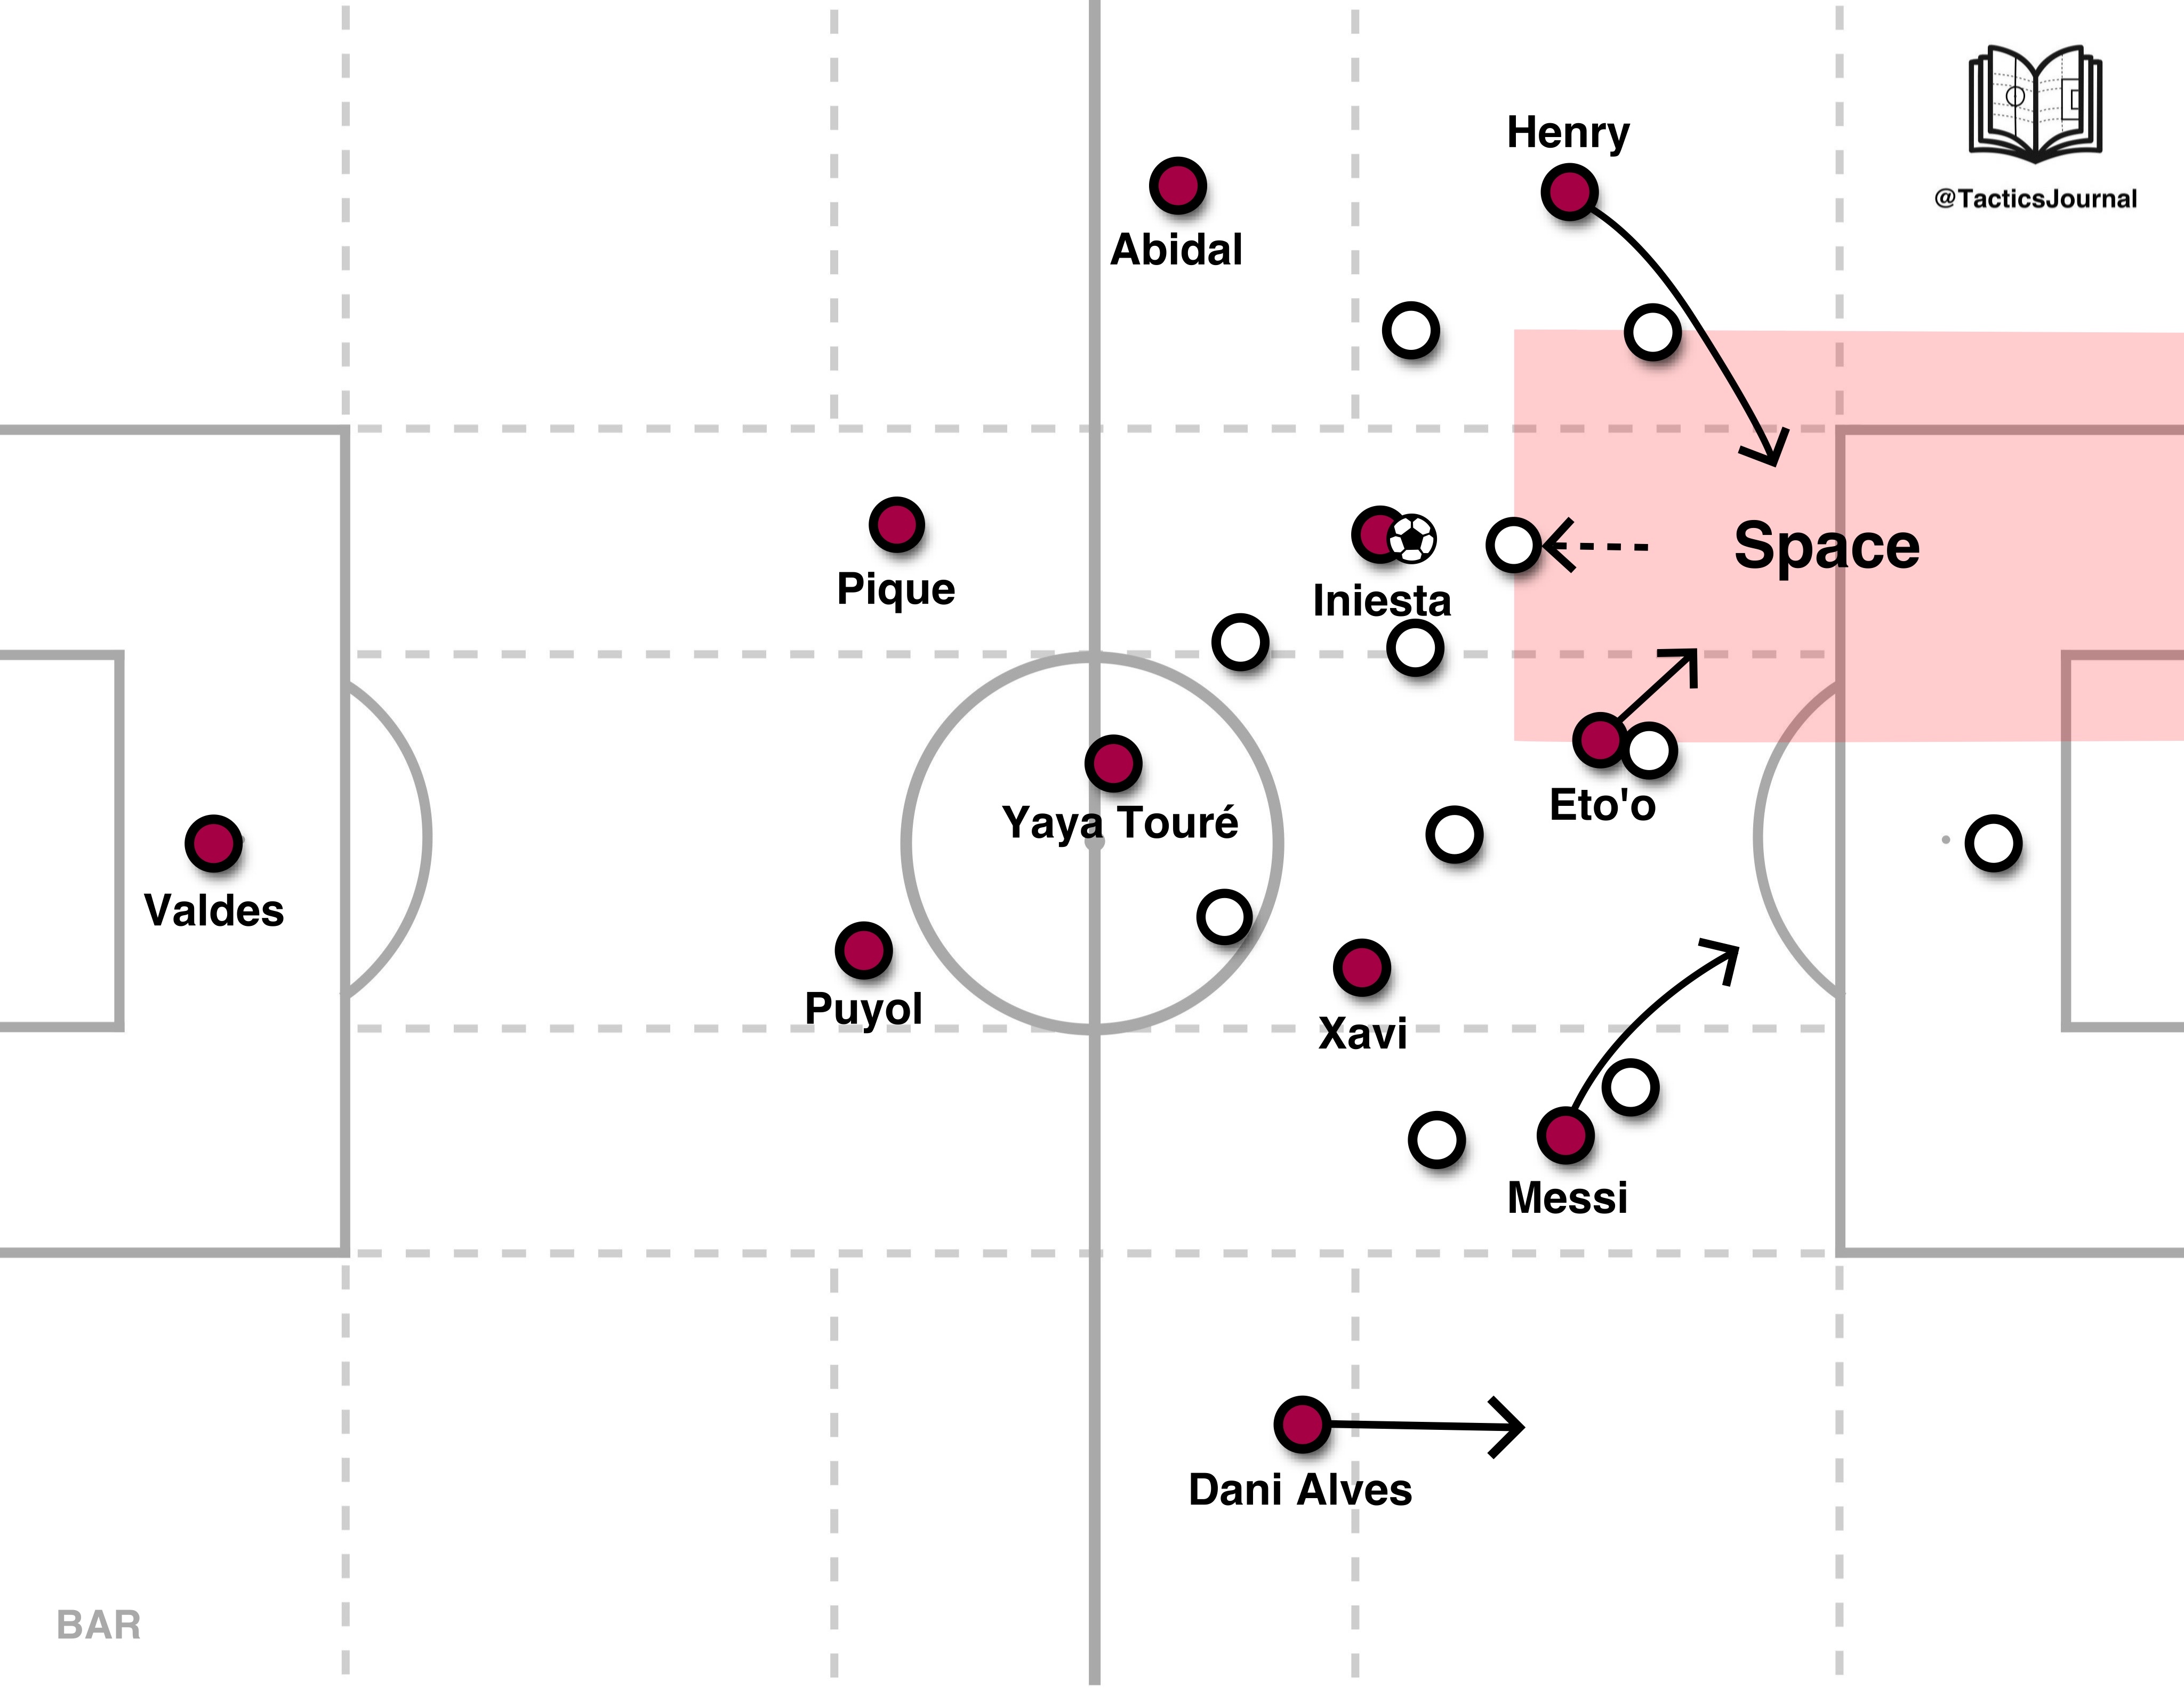 Henry
@TacticsJournal
Abidal
Space
Pique
Iniesta
Eto'o
Yaya Touré
Valdes
Puyol
Xavi
Messi
Dani Alves
BAR